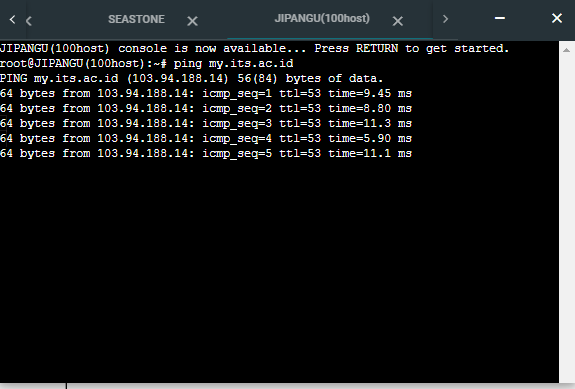 SEASTONE
JIPANGU(100host)
JIPANGU(100host) console is now available... Press RETURN to get started.
root@JIPANGU(100host):~# ping my.its.ac.id
PING my.its.ac.id (103.94.188.14) 56(84) bytes of data.
64 bytes from 103.94.188.14: icmp_seq=1 ttl=53 time=9.45 ms
64 bytes from 103.94.188.14: icmp_seq=2 ttl=53 time=8.80 ms
64 bytes from 103.94.188.14: icmp_seq=3 ttl=53 time=11.3 ms
64 bytes from 103.94.188.14: icmp_seq=4 ttl=53 time=5.90 ms
64 bytes from 103.94.188.14: icmp_seq=5 ttl=53 time=11.1 ms